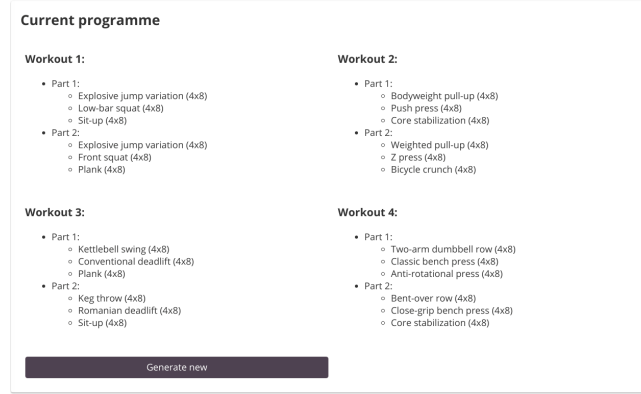 Current programme
Workout 1:
Part 1:
Explosive jump variation (4x8)
Low-bar squat (4x8)
Sit-up (4x8)
Part 2:
Explosive jump variation (4x8)
Front squat (4x8)
Plank (4x8)
Workout 2:
Part 1:
Bodyweight pull-up (4x8)
Push press (4x8)
Core stabilization (4x8)
Part 2:
Weighted pull-up (4x8)
Z press (4x8)
Bicycle crunch (4x8)
Workout 3:
Part 1:
Kettlebell swing (4x8)
Conventional deadlift (4x8)
Plank (4x8)
Part 2:
Keg throw (4x8)
Romanian deadlift (4x8)
Sit-up (4x8)
Workout 4:
Part 1:
Two-arm dumbbell row (4x8)
Classic bench press (4x8)
Anti-rotational press (4x8)
Part 2:
Bent-over row (4x8)
Close-grip bench press (4x8)
Core stabilization (4x8)
Generate new